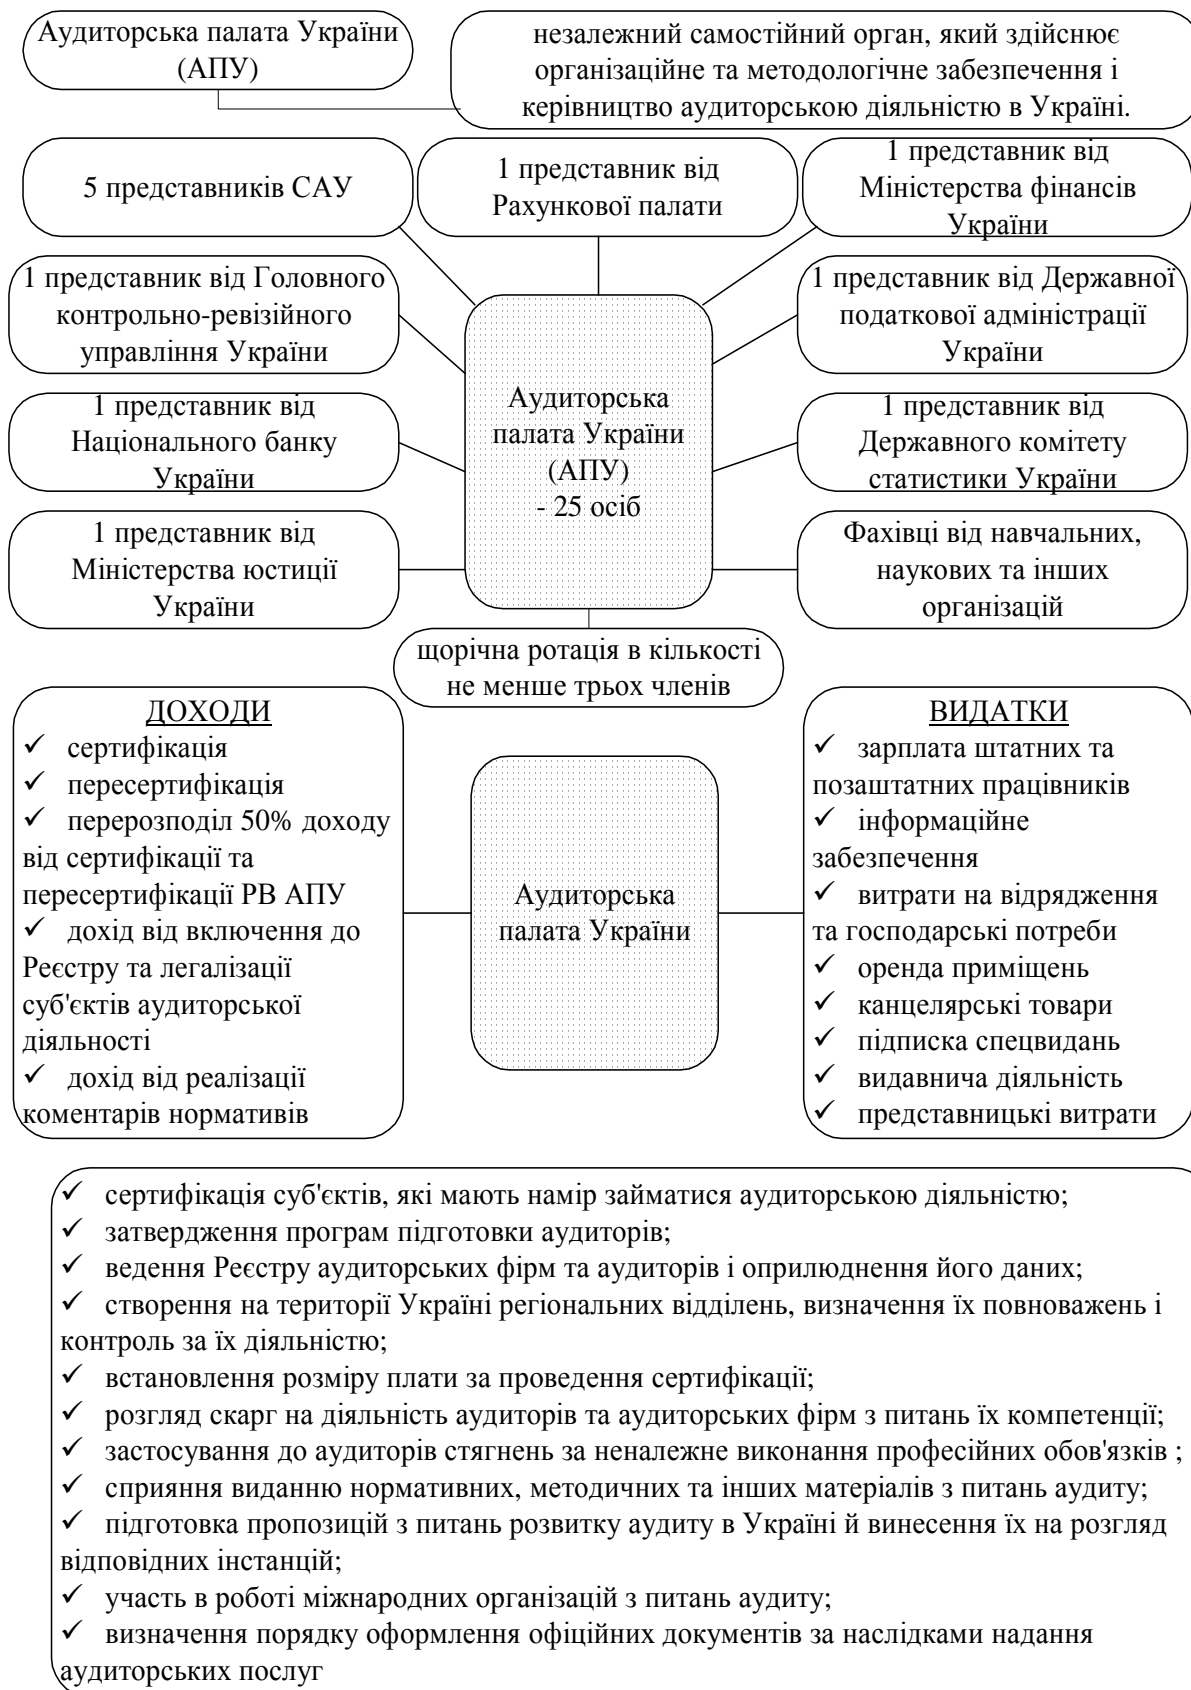 Аудиторська палата України
(АПУ)
незалежний самостійний орган, який здійснює
організаційне та методологічне забезпечення і
керівництво аудиторською діяльністю в Україні.
5 представників САУ
1 представник від
Рахункової палати
1 представник від
Міністерства фінансів
України
1 представник від Головного
контрольно-ревізійного
управління України
1 представник від Державної
податкової адміністрації
України
1 представник від
Національного банку
України
Аудиторська
палата України
(АПУ)
- 25 осіб
1 представник від
Державного комітету
статистики України
1 представник від
Міністерства юстиції
України
Фахівці від навчальних,
наукових та інших
організацій
щорічна ротація в кількості
не менше трьох членів
ДОХОДИ
✓ сертифікація
✓ пересертифікація
✓ перерозподіл 50% доходу
від сертифікації та
пересертифікації РВ АПУ
✓ дохід від включення до
Реєстру та легалізації
суб'єктів аудиторської
діяльності
✓ дохід від реалізації
коментарів нормативів
Аудиторська
палата України
ВИДАТКИ
✓ зарплата штатних та
позаштатних працівників
✓ інформаційне
забезпечення
✓ витрати на відрядження
та господарські потреби
✓ оренда приміщень
✓ канцелярські товари
✓ підписка спецвидань
✓ видавнича діяльність
✓ представницькі витрати
✓ сертифікація суб'єктів, які мають намір займатися аудиторською діяльністю;
✓ затвердження програм підготовки аудиторів;
✓ ведення Реєстру аудиторських фірм та аудиторів і оприлюднення його даних;
✓ створення на території Україні регіональних відділень, визначення їх повноважень і
контроль за їх діяльністю;
✓ встановлення розміру плати за проведення сертифікації;
✓ розгляд скарг на діяльність аудиторів та аудиторських фірм з питань їх компетенції;
✓ застосування до аудиторів стягнень за неналежне виконання професійних обов'язків ;
✓ сприяння виданню нормативних, методичних та інших матеріалів з питань аудиту;
✓ підготовка пропозицій з питань розвитку аудиту в Україні й винесення їх на розгляд
відповідних інстанцій;
✓ участь в роботі міжнародних організацій з питань аудиту;
✓ визначення порядку оформлення офіційних документів за наслідками надання
аудиторських послуг